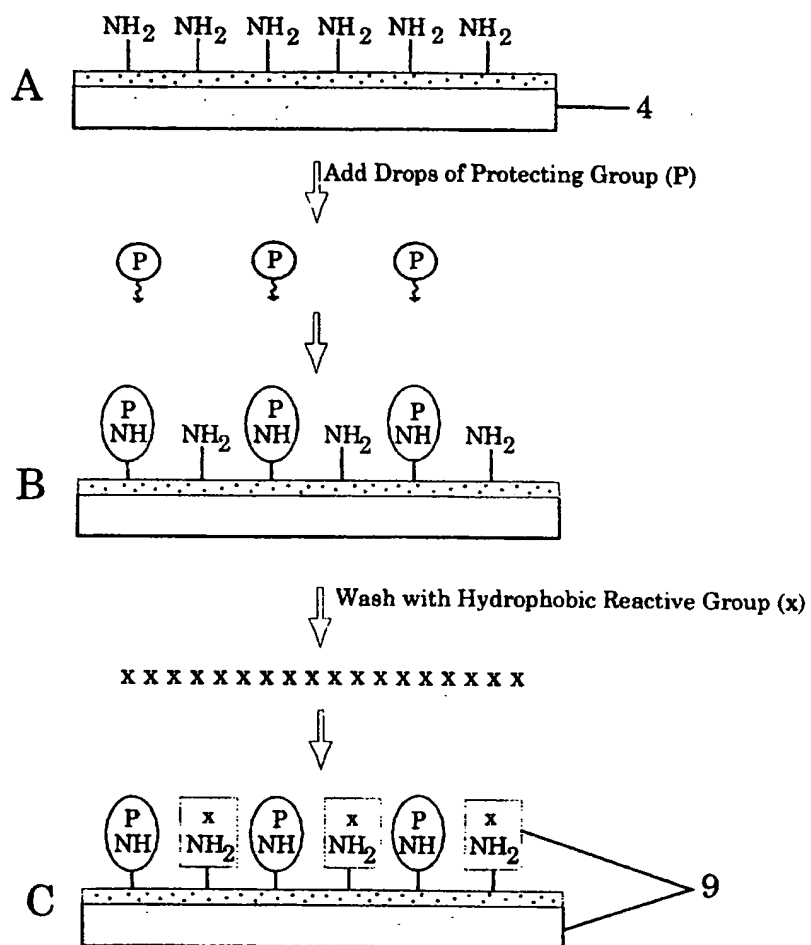 NH2 NH2 NH2 NH2 NH2 NH2
A
4
Add Drops of Protecting Group (P)
P P P
P P P
NH NH2 NH NH2 NH NH2
B
Wash with Hydrophobic Reactive Group (x)
x x x x x x x x x x x x x x x x x x
P x P x P x
NH NH2 NH NH2 NH NH2
9
C